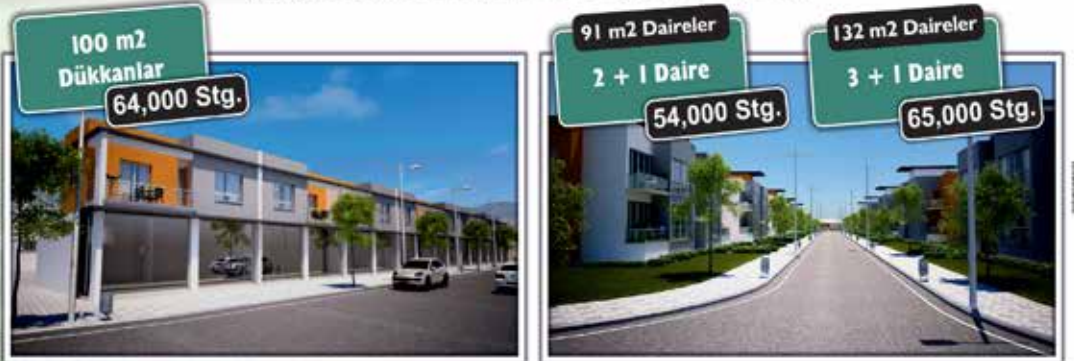 100 m2
Dükkanlar
64,000 Stg.
91 m2 Daireler
2 + 1 Daire
54,000 Stg.
132 m2 Daireler
3 + 1 Daire
65,000 Stg.